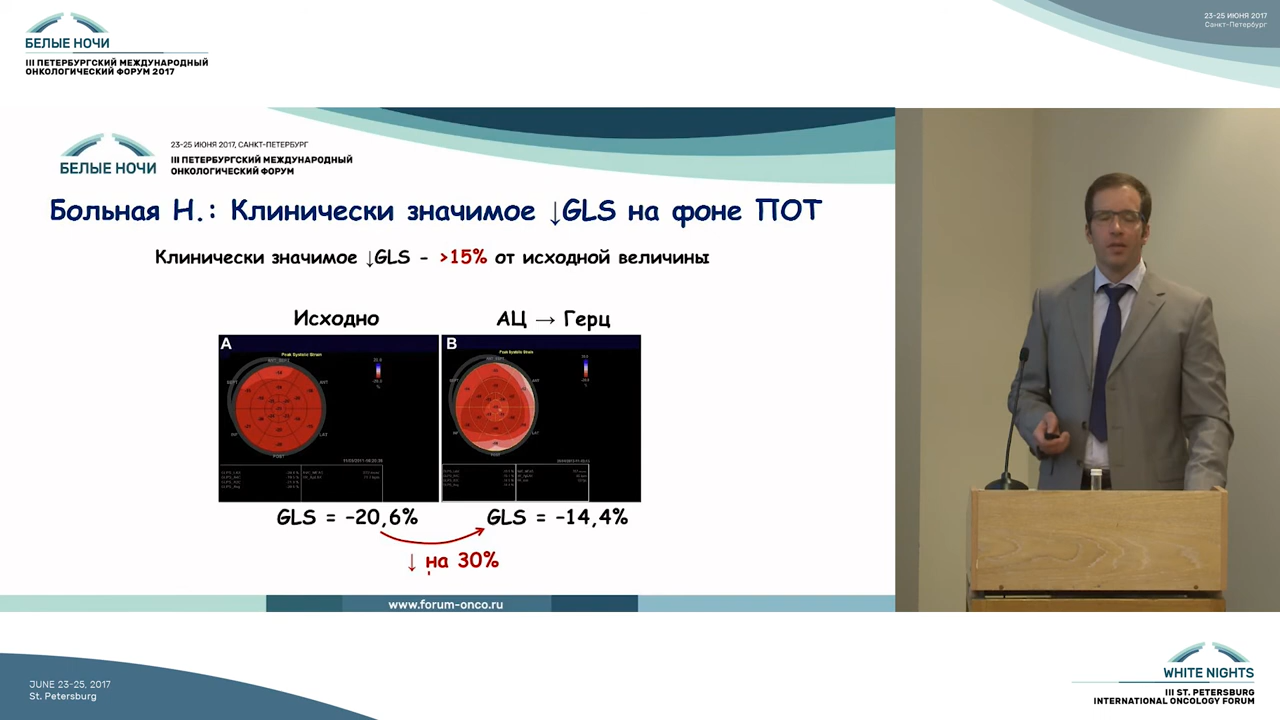 БЕЛЫЕ НОЧИ
III ПЕТЕРБУРГСКИЙ МЕЖДУНАРОДНЫЙ
ОНКОЛОГИЧЕСКИЙ ФОРУМ 2017
23-25 ИЮНЯ 2017
Санкт-Петербург
БЕЛЫЕ НОЧИ
23-25 ИЮНЯ 2017, САНКТ-ПЕТЕРБУРГ
III ПЕТЕРБУРГСКИЙ МЕЖДУНАРОДНЫЙ
ОНКОЛОГИЧЕСКИЙ ФОРУМ
Больная Н.: Клинически значимое ↓GLS на фоне ПОТ
Клинически значимое ↓GLS - >15% от исходной величины
Исходно
АЦ → Герц
A
Peak Systolic Strain
B
Peak Systolic Strain
GLS = -20,6%
GLS = -14,4%
↓ на 30%
www.forum-onco.ru
JUNE 23-25, 2017
St. Petersburg
WHITE NIGHTS
III ST. PETERSBURG
INTERNATIONAL ONCOLOGY FORUM